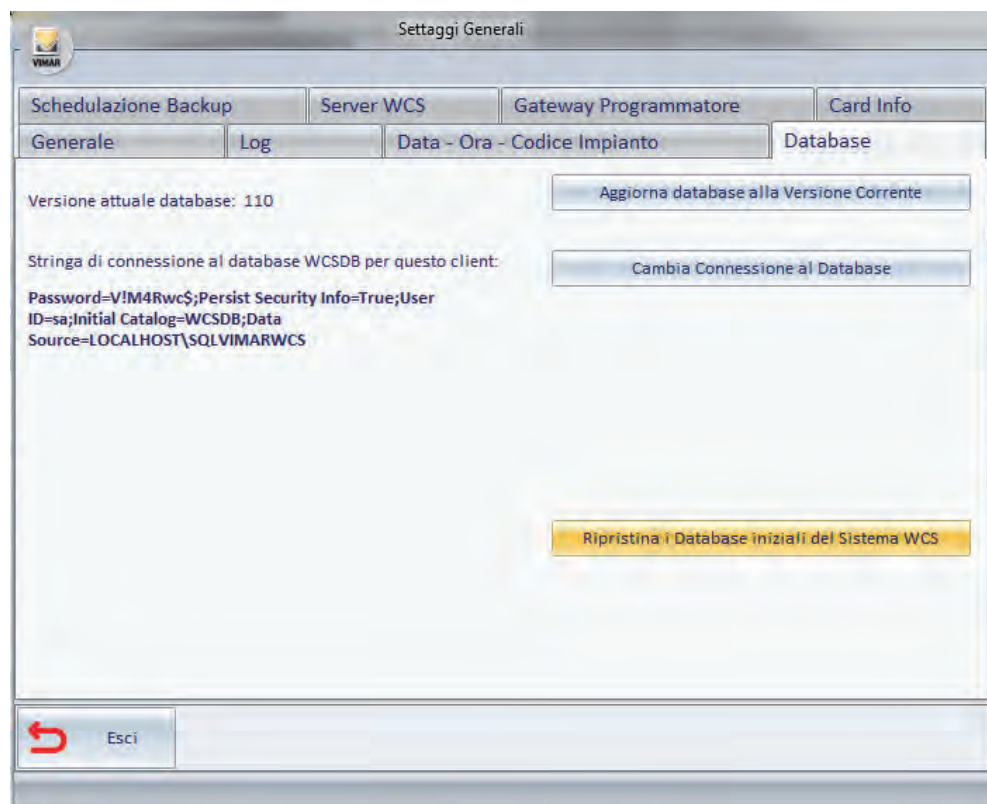 Settaggi Generali
VIMAR
Schedulazione Backup
Server WCS
Gateway Programmatore
Card Info
Generale
Log
Data - Ora - Codice Impianto
Database
Versione attuale database: 110
Aggiorna database alla Versione Corrente
Stringa di connessione al database WCSDB per questo client:
Cambia Connessione al Database
Password=V!M4Rwc$;Persist Security Info=True;User
ID=sa;Initial Catalog=WCSDB;Data
Source=LOCALHOST\SQLVIMARWCS
Ripristina i Database iniziali del Sistema WCS
Esci